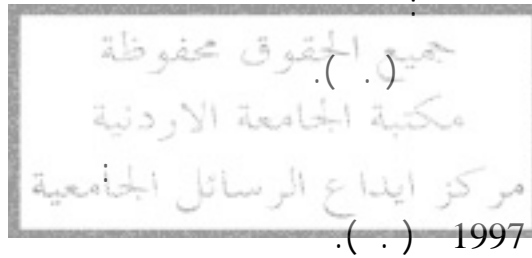 جميع الحقوق محفوظة
.( . )
مكتبة الجامعة الاردنية
مركز ايداع الرسائل الجامعية
.( . ) 1997